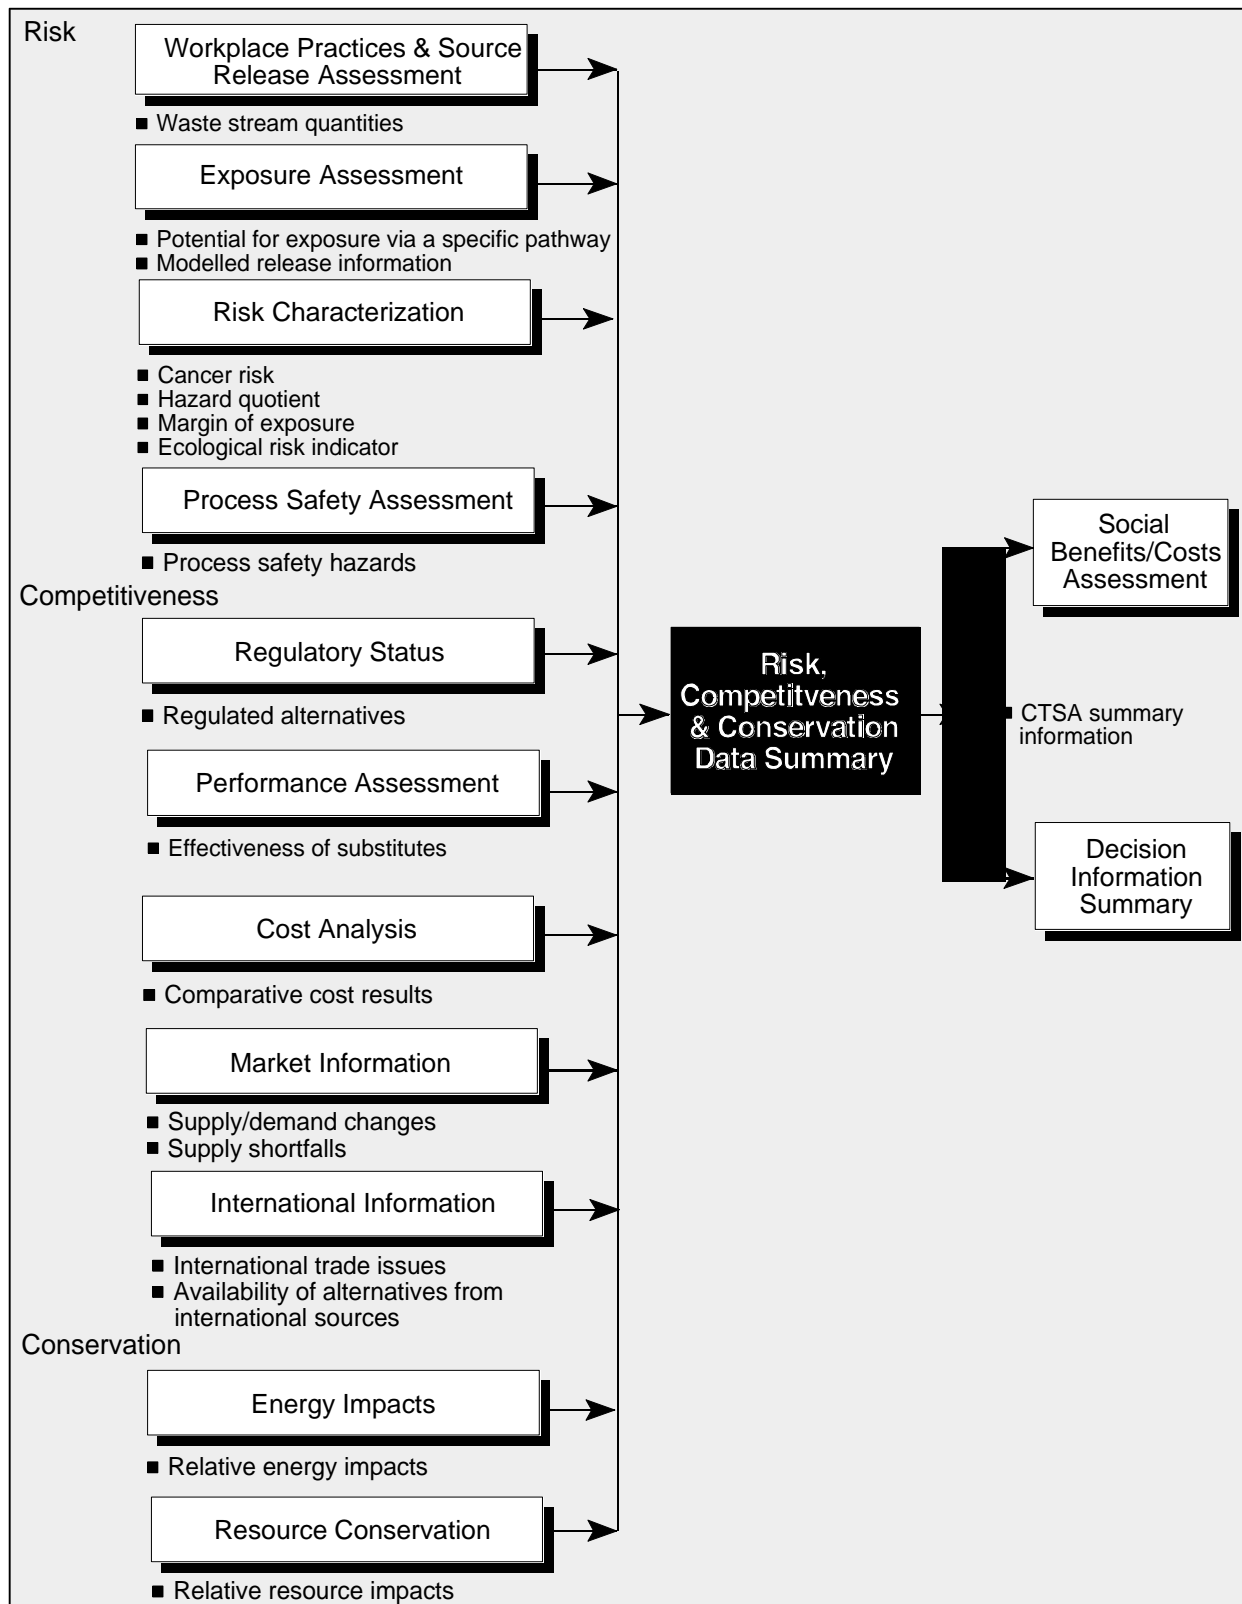 Risk
Workplace Practices & Source
Release Assessment
■ Waste stream quantities
Exposure Assessment
■ Potential for exposure via a specific pathway
■ Modelled release information
Risk Characterization
■ Cancer risk
■ Hazard quotient
■ Margin of exposure
■ Ecological risk indicator
Process Safety Assessment
■ Process safety hazards
Competitiveness
Regulatory Status
■ Regulated alternatives
Performance Assessment
■ Effectiveness of substitutes
Cost Analysis
■ Comparative cost results
Market Information
■ Supply/demand changes
■ Supply shortfalls
International Information
■ International trade issues
■ Availability of alternatives from
international sources
Conservation
Energy Impacts
■ Relative energy impacts
Resource Conservation
■ Relative resource impacts
Risk,
Competitveness
& Conservation
Data Summary
Social
Benefits/Costs
Assessment
■ CTSA summary
information
Decision
Information
Summary